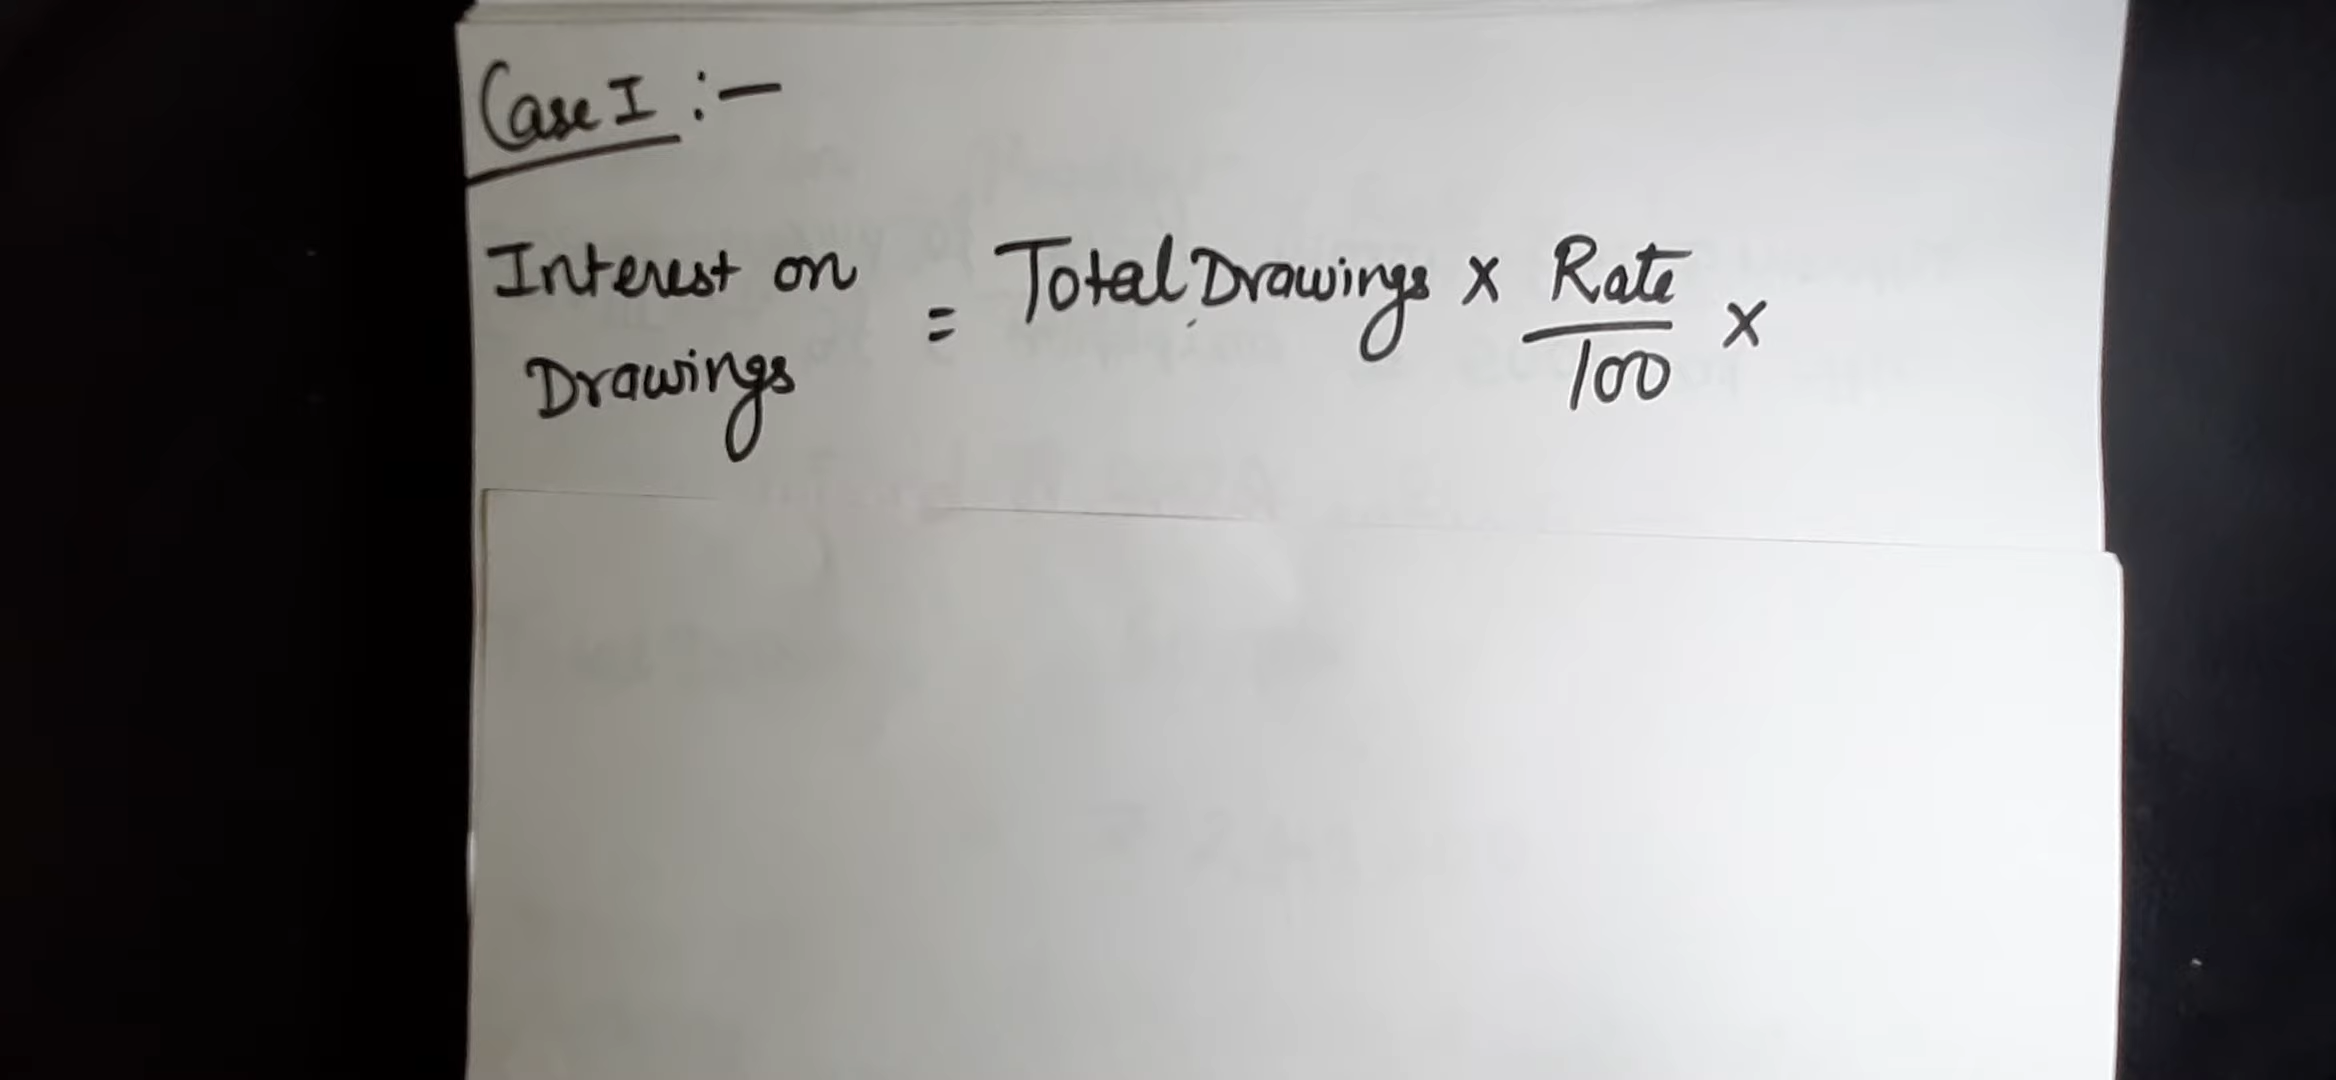 Case I :-
Interest on Drawings = Total Drawings x Rate/100 x